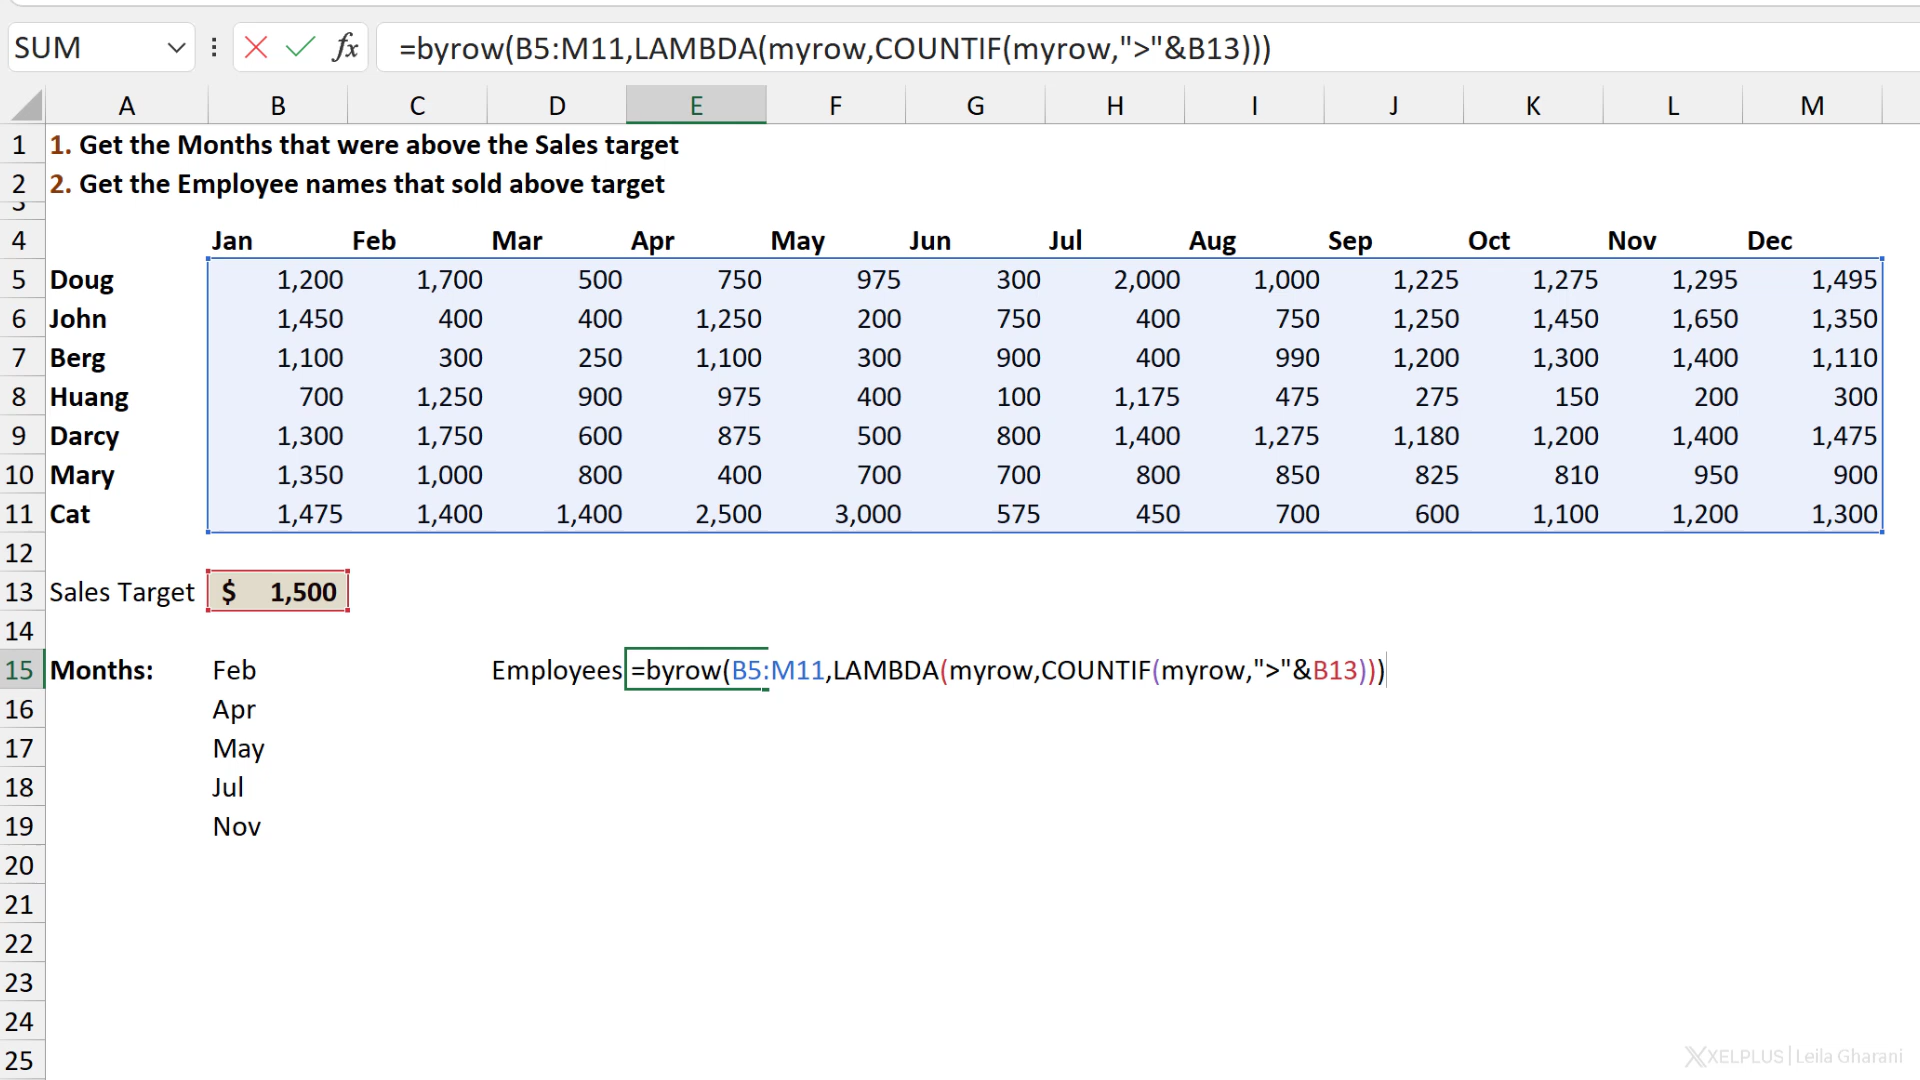 SUM fx =byrow(B5:M11,LAMBDA(myrow,COUNTIF(myrow,">"&B13)))
A B C D E F G H I J K L M
1 1. Get the Months that were above the Sales target
2 2. Get the Employee names that sold above target
3
4 Jan Feb Mar Apr May Jun Jul Aug Sep Oct Nov Dec
5 Doug 1,200 1,700 500 750 975 300 2,000 1,000 1,225 1,275 1,295 1,495
6 John 1,450 400 400 1,250 200 750 400 750 1,250 1,450 1,650 1,350
7 Berg 1,100 300 250 1,100 300 900 400 990 1,200 1,300 1,400 1,110
8 Huang 700 1,250 900 975 400 100 1,175 475 275 150 200 300
9 Darcy 1,300 1,750 600 875 500 800 1,400 1,275 1,180 1,200 1,400 1,475
10 Mary 1,350 1,000 800 400 700 700 800 850 825 810 950 900
11 Cat 1,475 1,400 1,400 2,500 3,000 575 450 700 600 1,100 1,200 1,300
12
13 Sales Target $ 1,500
14
15 Months: Feb Employees =byrow(B5:M11,LAMBDA(myrow,COUNTIF(myrow,">"&B13)))
16 Apr
17 May
18 Jul
19 Nov
20
21
22
23
24
25
XELPLUS | Leila Gharani